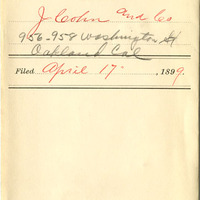 J Cohn and Co
956-958 Washington St
Oakland Cal
Filed April 17 , 1899.